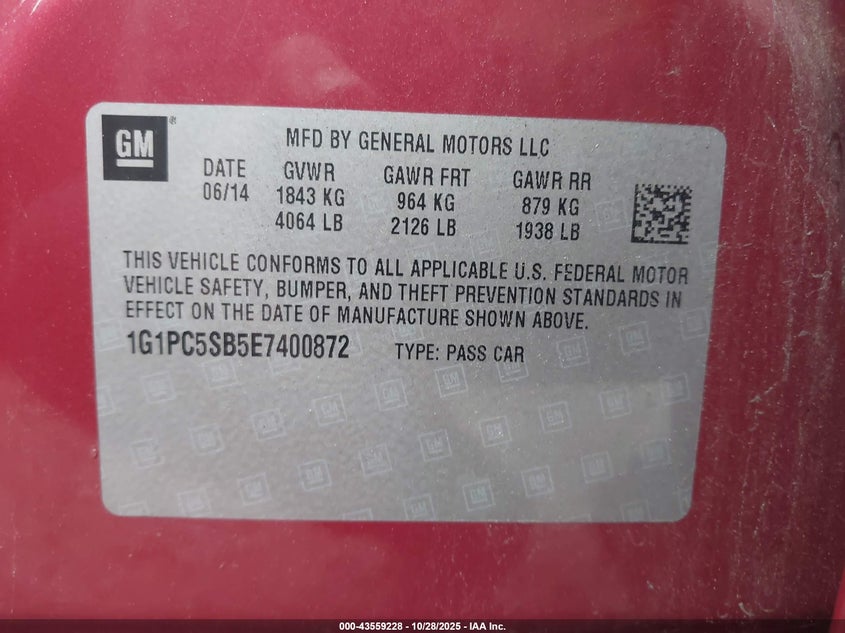 GM®
MFD BY GENERAL MOTORS LLC
DATE GVWR GAWR FRT GAWR RR
06/14 1843 KG 964 KG 879 KG
4064 LB 2126 LB 1938 LB
THIS VEHICLE CONFORMS TO ALL APPLICABLE U.S. FEDERAL MOTOR
VEHICLE SAFETY, BUMPER, AND THEFT PREVENTION STANDARDS IN
EFFECT ON THE DATE OF MANUFACTURE SHOWN ABOVE.
1G1PC5SB5E7400872 TYPE: PASS CAR
000-43559228 - 10/28/2025 - IAA Inc.